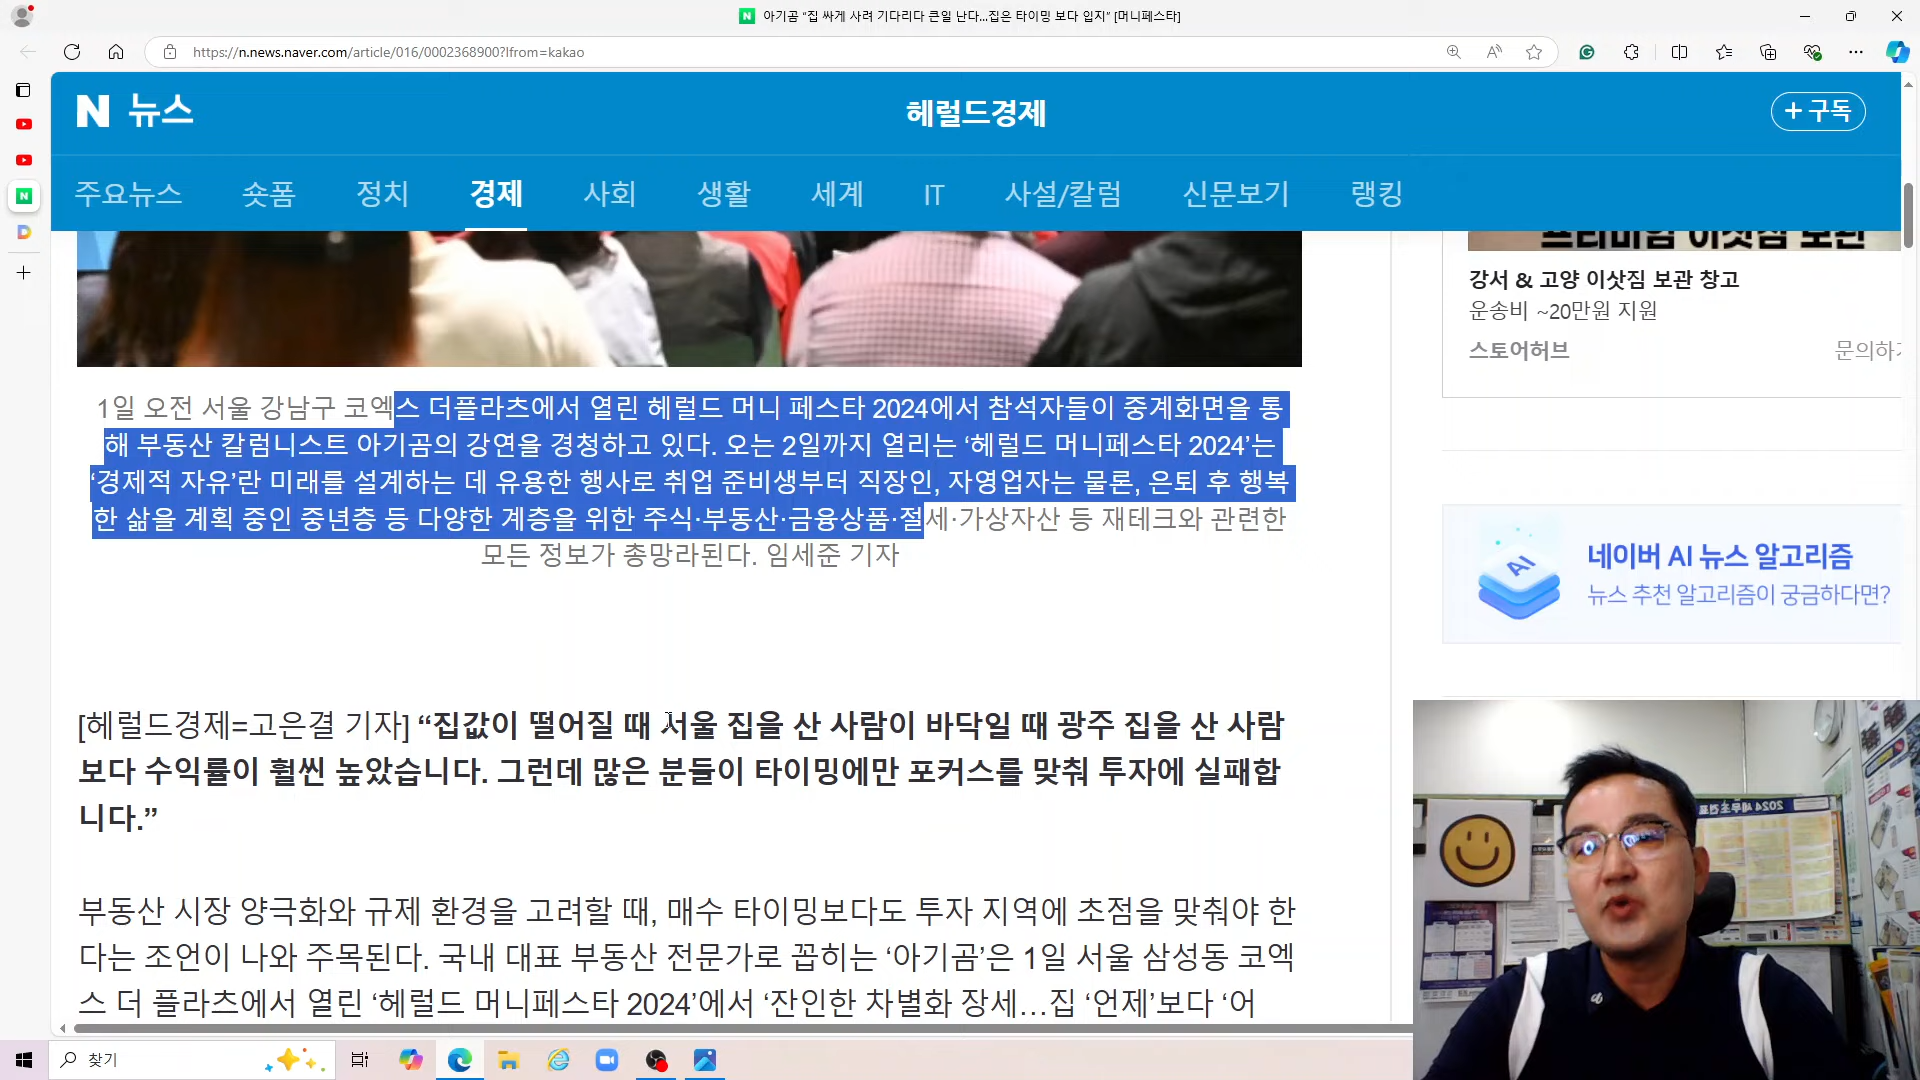 아기곰 “집 싸게 사려 기다리다 큰일 난다...집은 타이밍 보다 입지” [머니페스타]
https://n.news.naver.com/article/016/0002368900?lfrom=kakao
N 뉴스
헤럴드경제
+ 구독
주요뉴스 숏폼 정치 경제 사회 생활 세계 IT 사설/칼럼 신문보기 랭킹
프리미엄 이삿짐 보관
강서 & 고양 이삿짐 보관 창고
운송비 ~20만원 지원
스토어허브
문의하기
1일 오전 서울 강남구 코엑스 더플라츠에서 열린 헤럴드 머니 페스타 2024에서 참석자들이 중계화면을 통
해 부동산 칼럼니스트 아기곰의 강연을 경청하고 있다. 오는 2일까지 열리는 ‘헤럴드 머니페스타 2024’는
‘경제적 자유’란 미래를 설계하는 데 유용한 행사로 취업 준비생부터 직장인, 자영업자는 물론, 은퇴 후 행복
한 삶을 계획 중인 중년층 등 다양한 계층을 위한 주식·부동산·금융상품·절세·가상자산 등 재테크와 관련한
모든 정보가 총망라된다. 임세준 기자
AI
네이버 AI 뉴스 알고리즘
뉴스 추천 알고리즘이 궁금하다면?
[헤럴드경제=고은결 기자] “집값이 떨어질 때 서울 집을 산 사람이 바닥일 때 광주 집을 산 사람
보다 수익률이 훨씬 높았습니다. 그런데 많은 분들이 타이밍에만 포커스를 맞춰 투자에 실패합
니다.”
부동산 시장 양극화와 규제 환경을 고려할 때, 매수 타이밍보다도 투자 지역에 초점을 맞춰야 한
다는 조언이 나와 주목된다. 국내 대표 부동산 전문가로 꼽히는 ‘아기곰’은 1일 서울 삼성동 코엑
스 더 플라츠에서 열린 ‘헤럴드 머니페스타 2024’에서 ‘잔인한 차별화 장세…집 ‘언제’보다 ‘어
2024 세무조견표
찾기